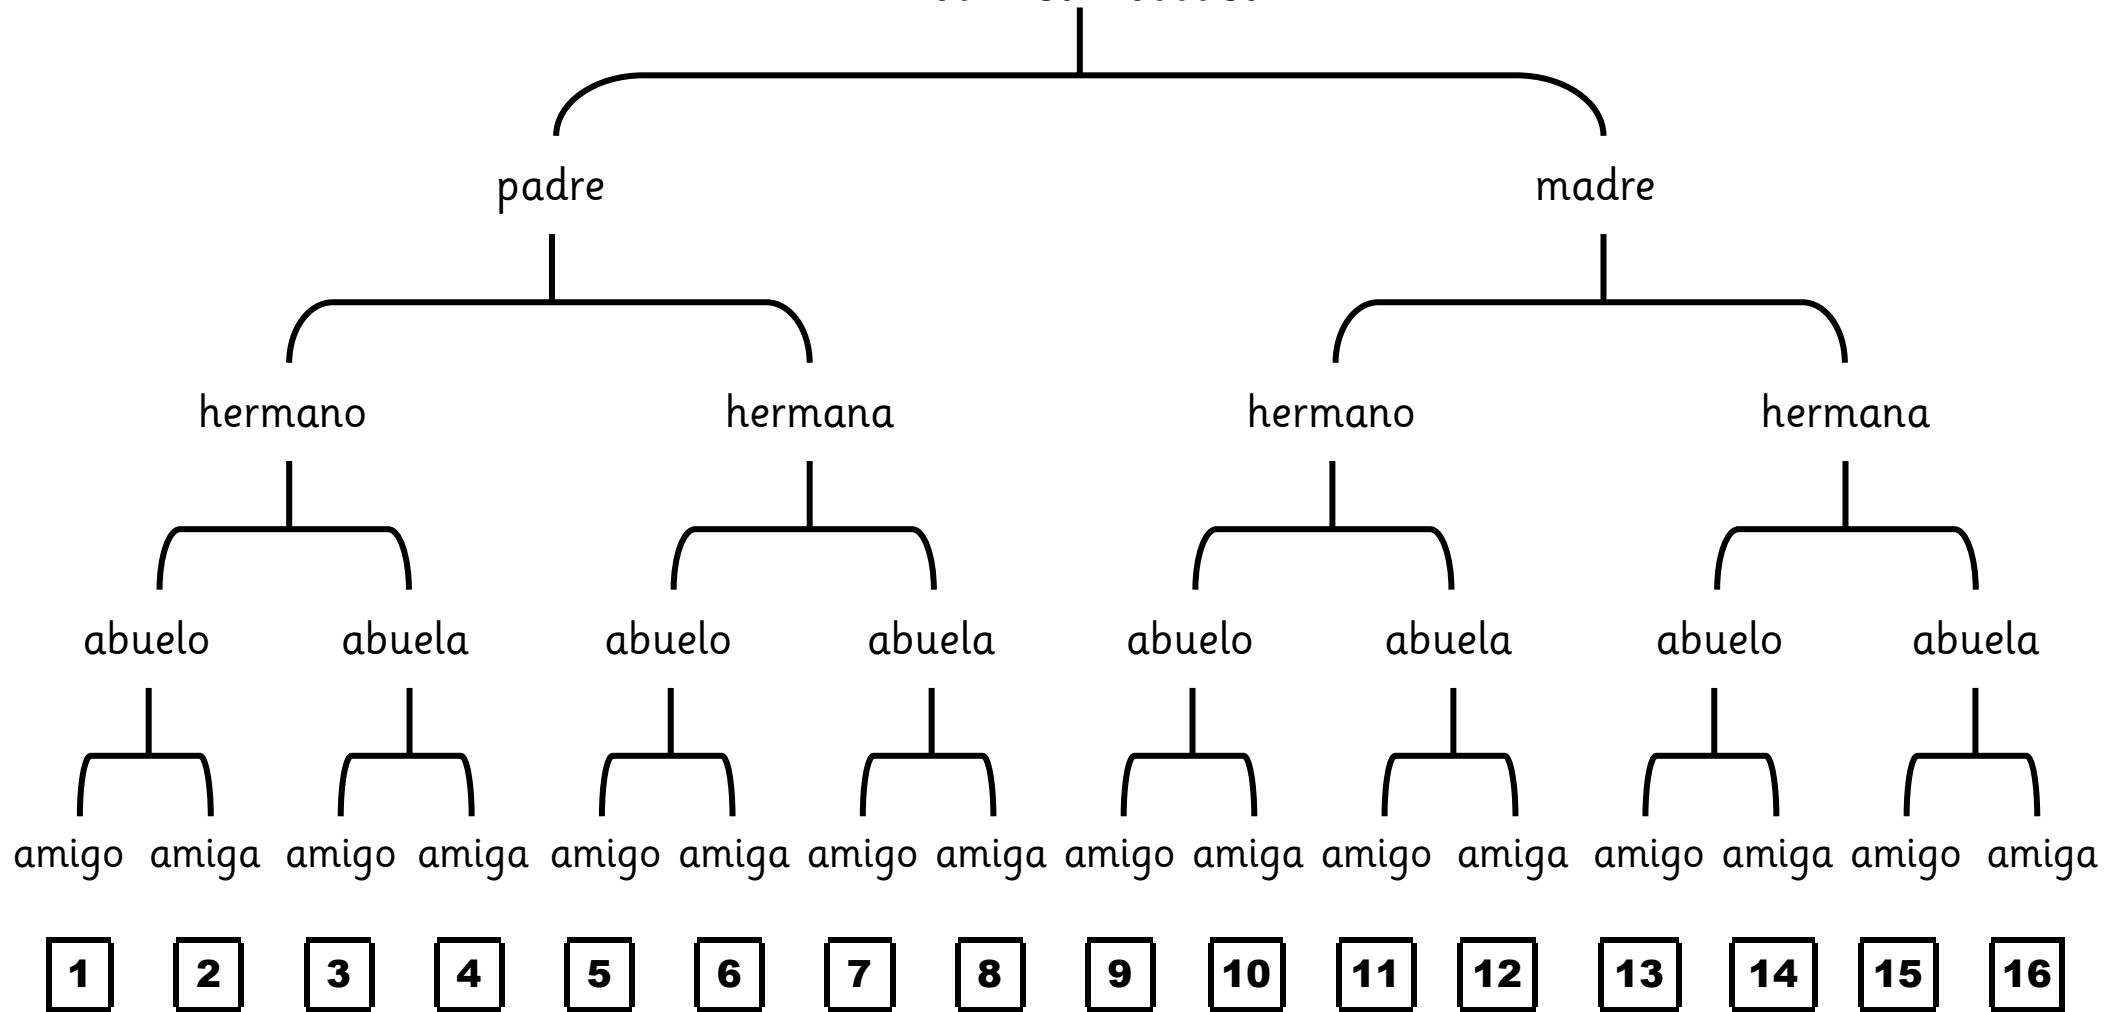 padre madre
hermano hermana hermano hermana
abuelo abuela abuelo abuela abuelo abuela abuelo abuela
amigo amiga amigo amiga amigo amiga amigo amiga amigo amiga amigo amiga amigo amiga amigo amiga
1 2 3 4 5 6 7 8 9 10 11 12 13 14 15 16